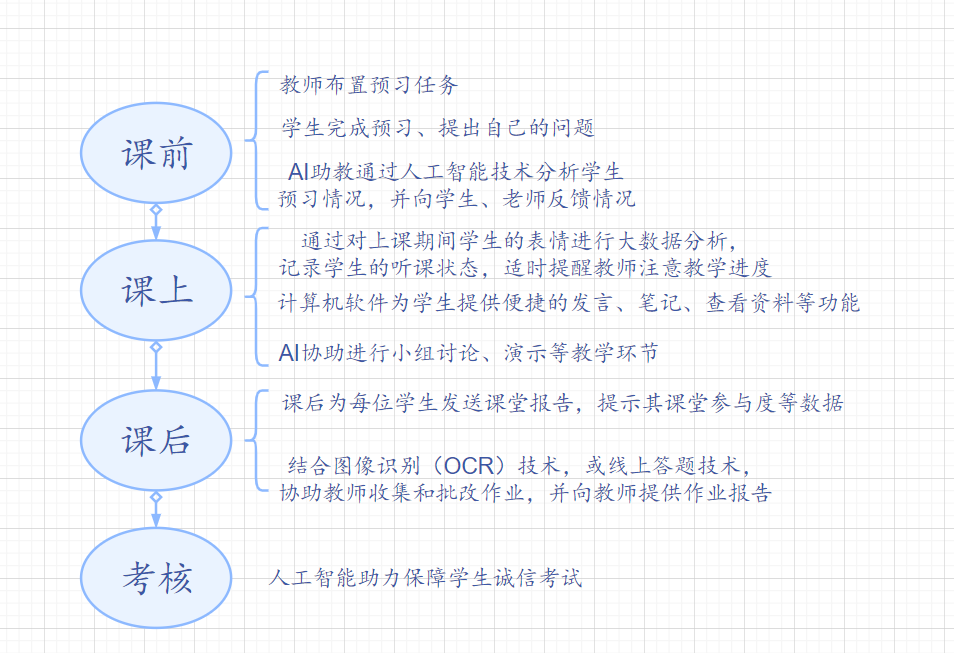 课前
教师布置预习任务
学生完成预习、提出自己的问题
AI助教通过人工智能技术分析学生
预习情况，并向学生、老师反馈情况
课上
通过对上课期间学生的表情进行大数据分析，
记录学生的听课状态，适时提醒教师注意教学进度
计算机软件为学生提供便捷的发言、笔记、查看资料等功能
AI协助进行小组讨论、演示等教学环节
课后
课后为每位学生发送课堂报告，提示其课堂参与度等数据
结合图像识别（OCR）技术，或线上答题技术，
协助教师收集和批改作业，并向教师提供作业报告
考核
人工智能助力保障学生诚信考试